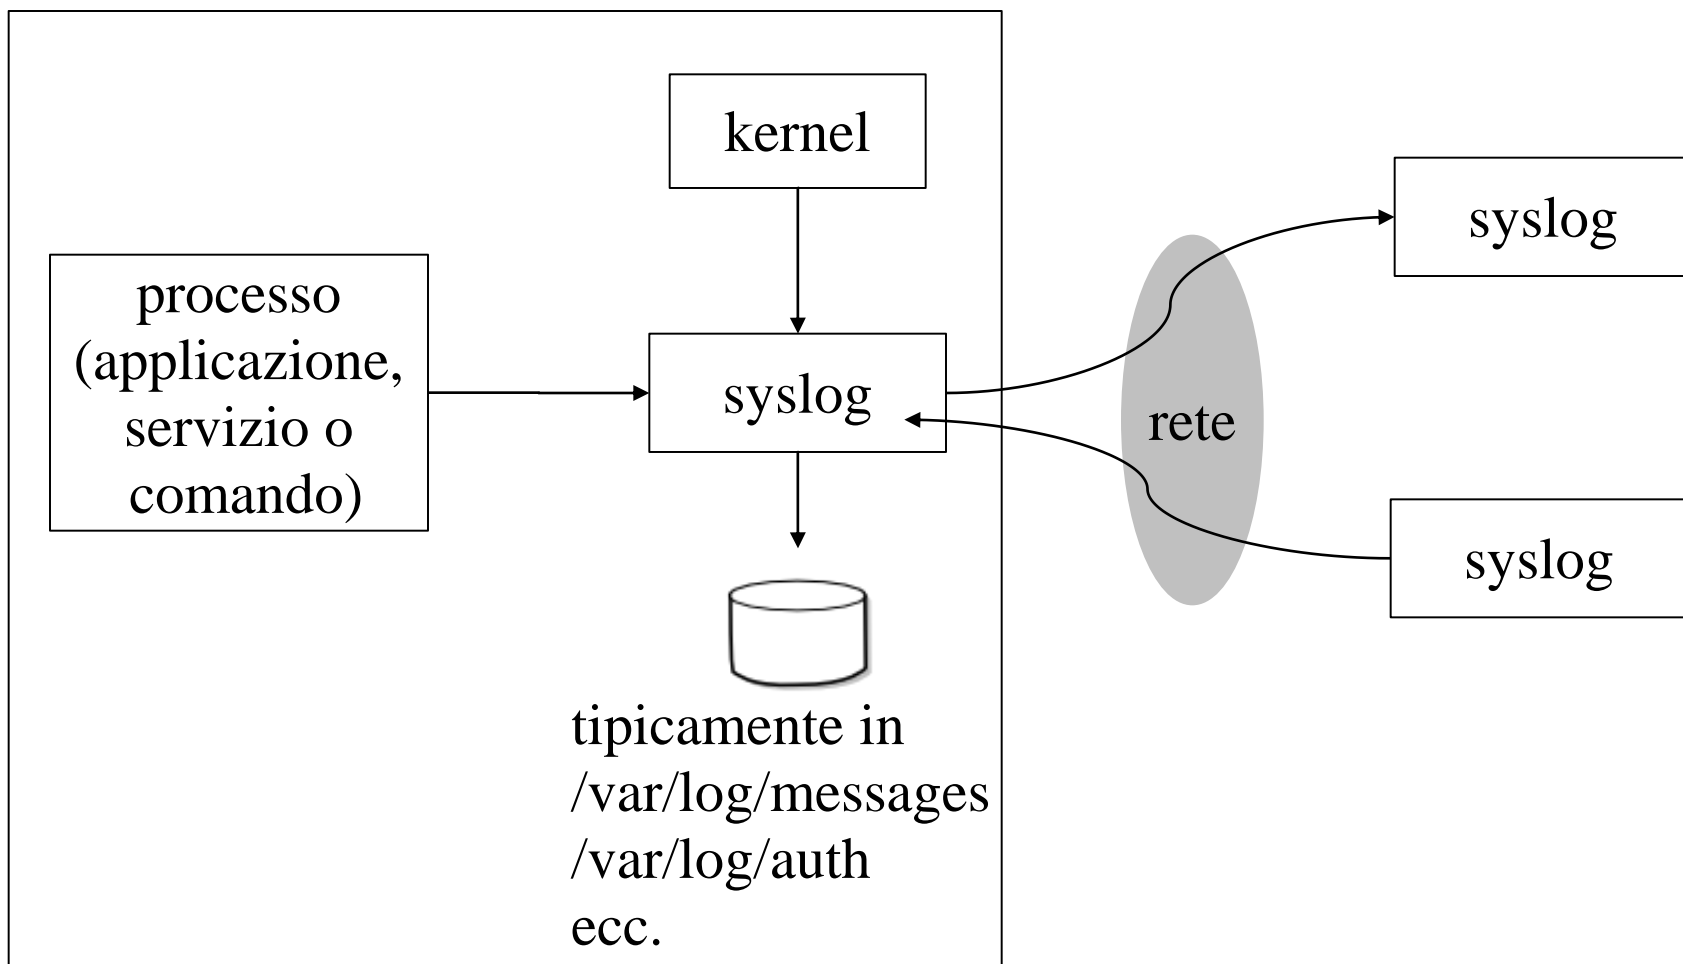 kernel
syslog
processo
(applicazione,
servizio o
comando)
syslog
rete
syslog
tipicamente in
/var/log/messages
/var/log/auth
ecc.